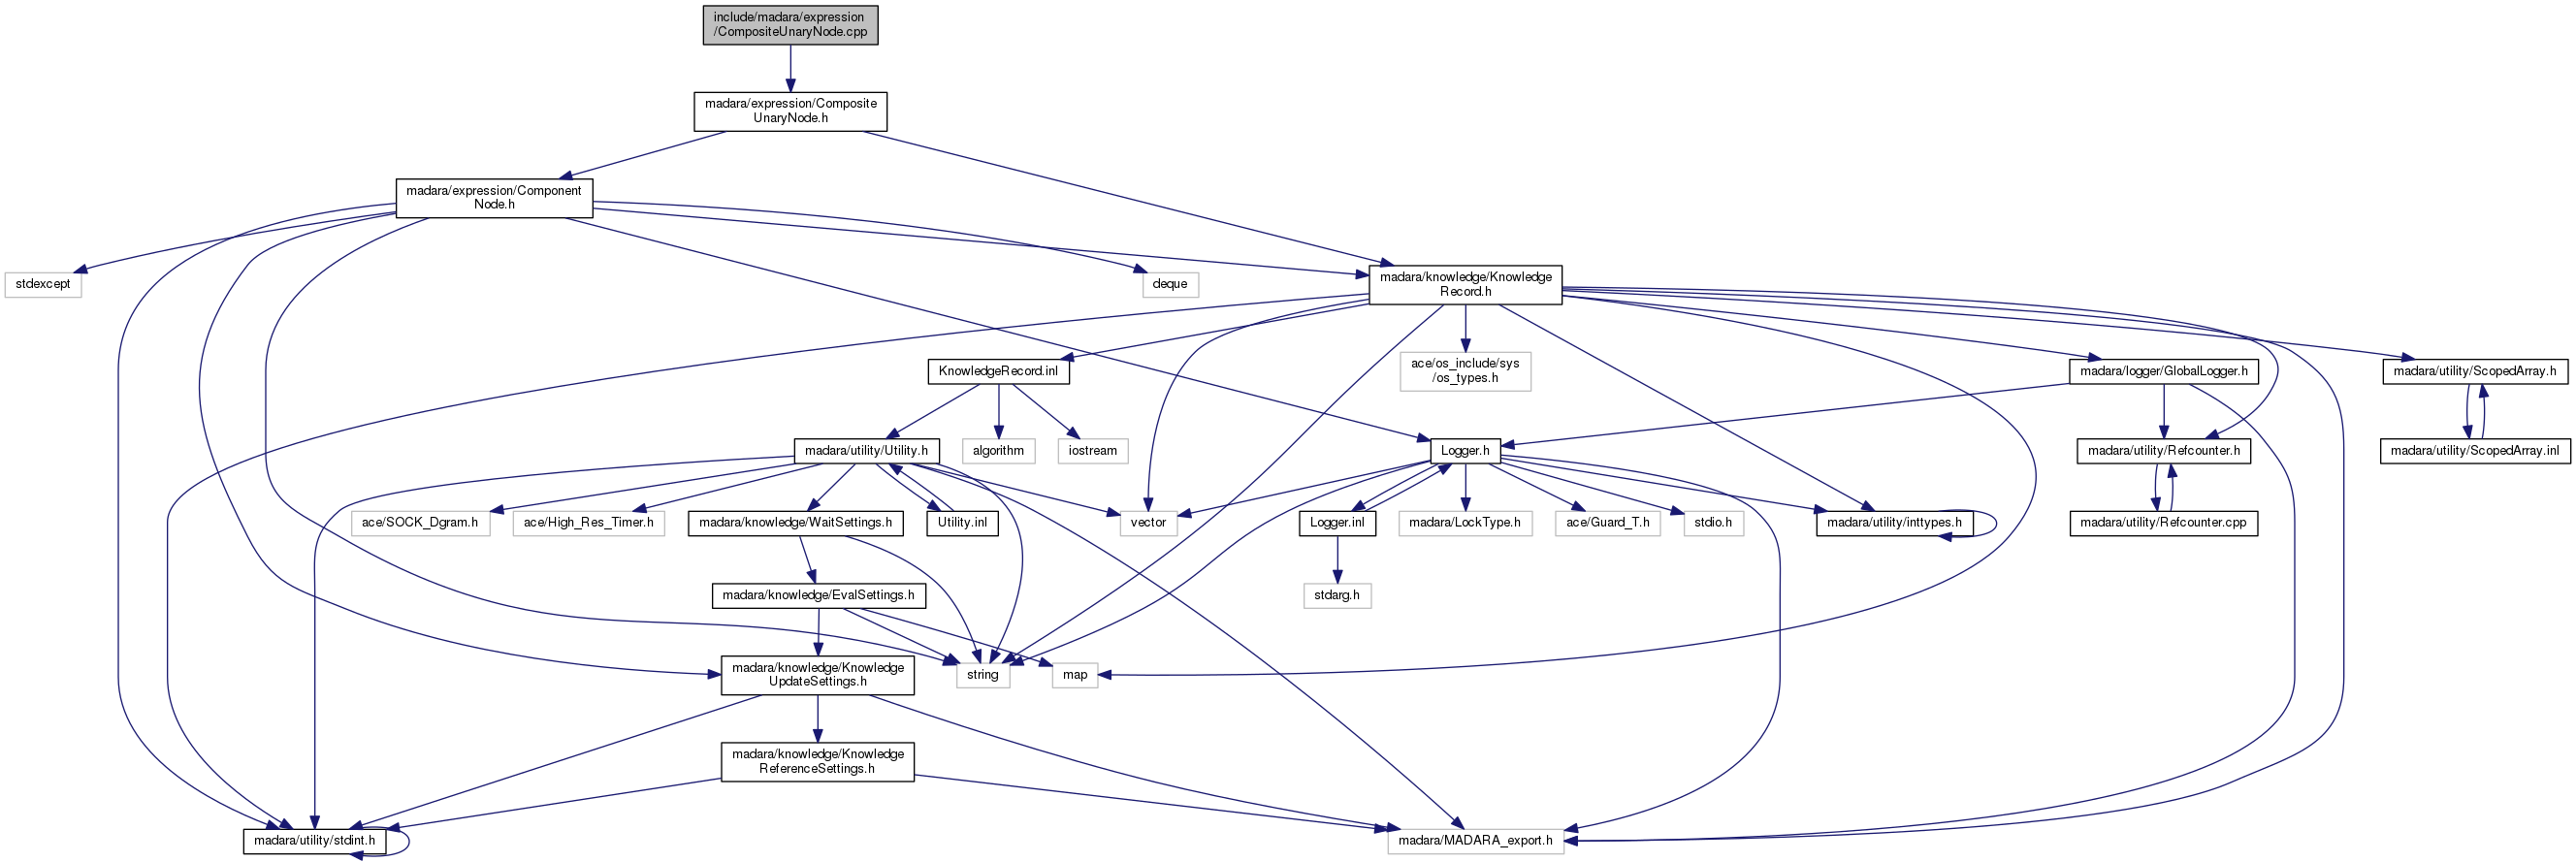 include/madara/expression
/CompositeUnaryNode.cpp
madara/expression/Composite
UnaryNode.h
madara/expression/Component
Node.h
stdexcept
deque
madara/knowledge/Knowledge
Record.h
KnowledgeRecord.inl
ace/os_include/sys
/os_types.h
madara/logger/GlobalLogger.h
madara/utility/ScopedArray.h
madara/utility/Utility.h
algorithm
iostream
Logger.h
madara/utility/Refcounter.h
madara/utility/ScopedArray.inl
ace/SOCK_Dgram.h
ace/High_Res_Timer.h
madara/knowledge/WaitSettings.h
Utility.inl
vector
Logger.inl
madara/LockType.h
ace/Guard_T.h
stdio.h
madara/utility/inttypes.h
madara/utility/Refcounter.cpp
madara/knowledge/EvalSettings.h
stdarg.h
madara/knowledge/Knowledge
UpdateSettings.h
string
map
madara/knowledge/Knowledge
ReferenceSettings.h
madara/utility/stdint.h
madara/MADARA_export.h